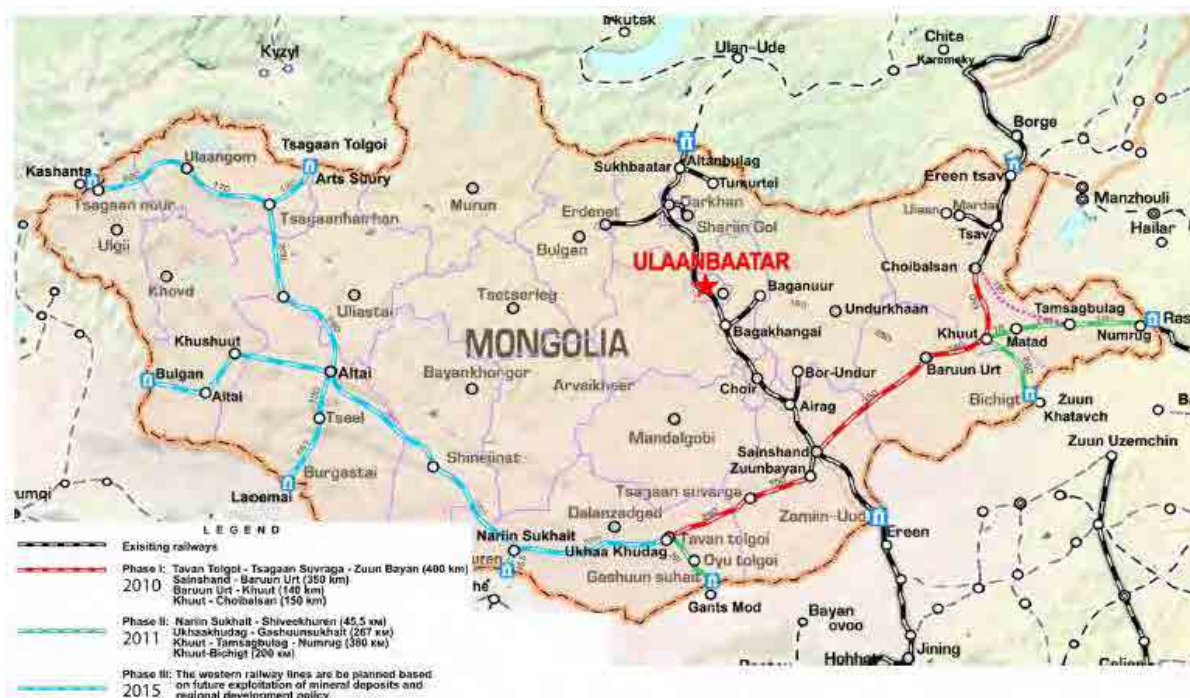 Irkutsk
Kyzyl
Ulan-Ude
Chita
Karemsky
Borge
Tsagaan Tolgoi
Ulaangom
Kashanta
Arts Suury
Tsagaan nuur
Tsagaanhairhan
Ulgii
Khovd
Uliastai
Murun
Sukhbaatar
Altanbulag
Tumurtei
Darkhan
Erdenet
Shariin Gol
Bulgan
ULAANBAATAR
Tsetserleg
Baganuur
Bagakhangai
Undurkhaan
Ereen tsav
Mardai
Tsav
Manzhouli
Hailar
Choibalsan
Tamsagbulag
Khuut
Matad
Numrug
Baruun Urt
Bichigt
Zuun
Khatavch
Zuun Uzemchin
MONGOLIA
Khushuut
Bulgan
Altai
Altai
Bayankhongor
Arvaikheer
Choir
Bor-Undur
Airag
Tseel
Mandalgobi
Shinejinst
Burgastai
Laoemai
Sainshand
Zuunbayan
Tsagaan suvarga
Dalanzadgad
Zamiin-Uud
Ereen
Nariin Sukhait
Ukhaa Khudag
Tavan tolgoi
Oyu tolgoi
Gashuun suhait
Gants Mod
Bayan
ovoo
Jining
LEGEND
Exisiting railways
Phase I: Tavan Tolgoi - Tsagaan Suvraga - Zuun Bayan (400 km)
2010 Sainshand - Baruun Urt (350 km)
Baruun Urt - Khuut (140 km)
Khuut - Choibalsan (150 km)
Phase II: Nariin Sukhait - Shiveekhuren (45,5 км)
2011 Ukhaakhudag - Gashuunsukhait (267 км)
Khuut - Tamsagbulag - Numrug (380 км)
Khuut-Bichigt (200 км)
Phase III: The western railway lines are be planned based
2015 on future exploitation of mineral deposits and
regional development policy